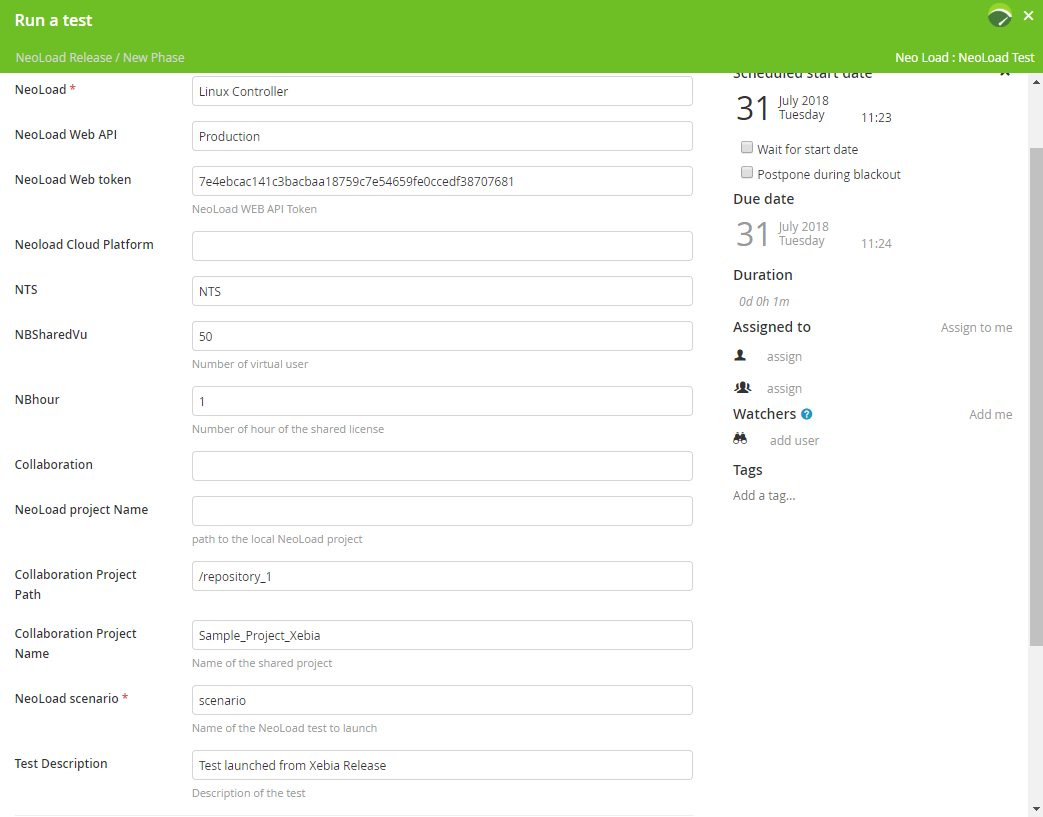 Run a test
NeoLoad Release / New Phase
Neo Load : NeoLoad Test
NeoLoad *
Linux Controller
NeoLoad Web API
Production
NeoLoad Web token
7e4ebcac141c3bacbaa18759c7e54659fe0ccedf38707681
NeoLoad WEB API Token
Neoload Cloud Platform
NTS
NTS
NBSharedVu
50
Number of virtual user
NBhour
1
Number of hour of the shared license
Collaboration
NeoLoad project Name
path to the local NeoLoad project
Collaboration Project
Path
/repository_1
Collaboration Project
Name
Sample_Project_Xebia
Name of the shared project
NeoLoad scenario *
scenario
Name of the NeoLoad test to launch
Test Description
Test launched from Xebia Release
Description of the test
Scheduled start date
31
July 2018
Tuesday
11:23
Wait for start date
Postpone during blackout
Due date
31
July 2018
Tuesday
11:24
Duration
0d 0h 1m
Assigned to
Assign to me
assign
assign
Watchers ?
Add me
add user
Tags
Add a tag...